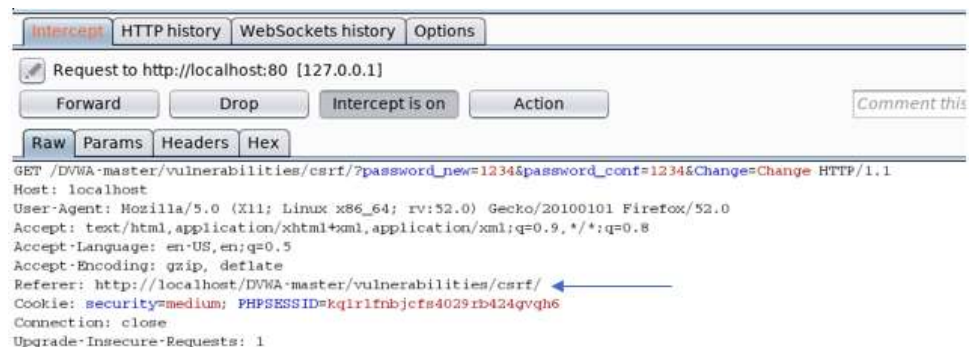 Intercept HTTP history WebSockets history Options
Request to http://localhost:80 [127.0.0.1]
Forward Drop Intercept is on Action Comment this
Raw Params Headers Hex
GET /DVWA-master/vulnerabilities/csrf/?password_new=1234&password_conf=1234&Change=Change HTTP/1.1
Host: localhost
User-Agent: Mozilla/5.0 (X11; Linux x86_64; rv:52.0) Gecko/20100101 Firefox/52.0
Accept: text/html,application/xhtml+xml,application/xml;q=0.9,*/*;q=0.8
Accept-Language: en-US,en;q=0.5
Accept-Encoding: gzip, deflate
Referer: http://localhost/DVWA-master/vulnerabilities/csrf/
Cookie: security=medium; PHPSESSID=kqlr1fnbjcfs4029rb424gvqh6
Connection: close
Upgrade-Insecure-Requests: 1